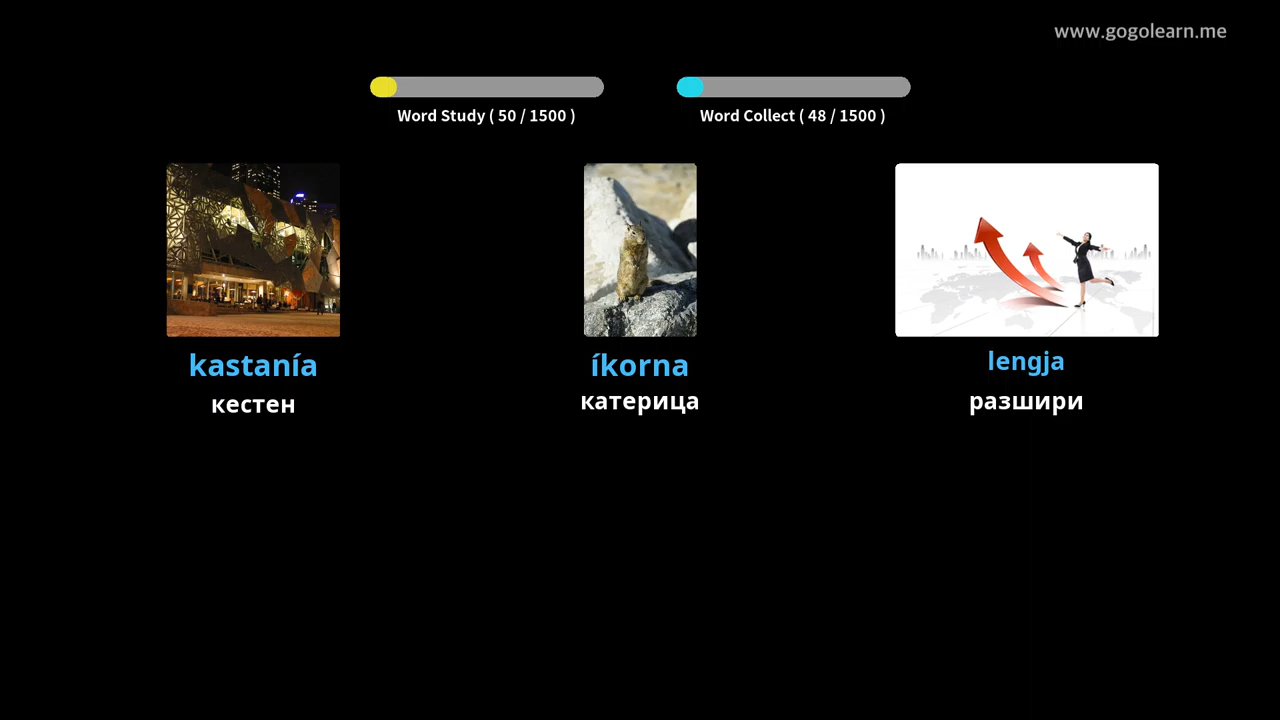 www.gogolearn.me
Word Study ( 50 / 1500 )
Word Collect ( 48 / 1500 )
kastanía
кестен
íkorna
катерица
lengja
разшири